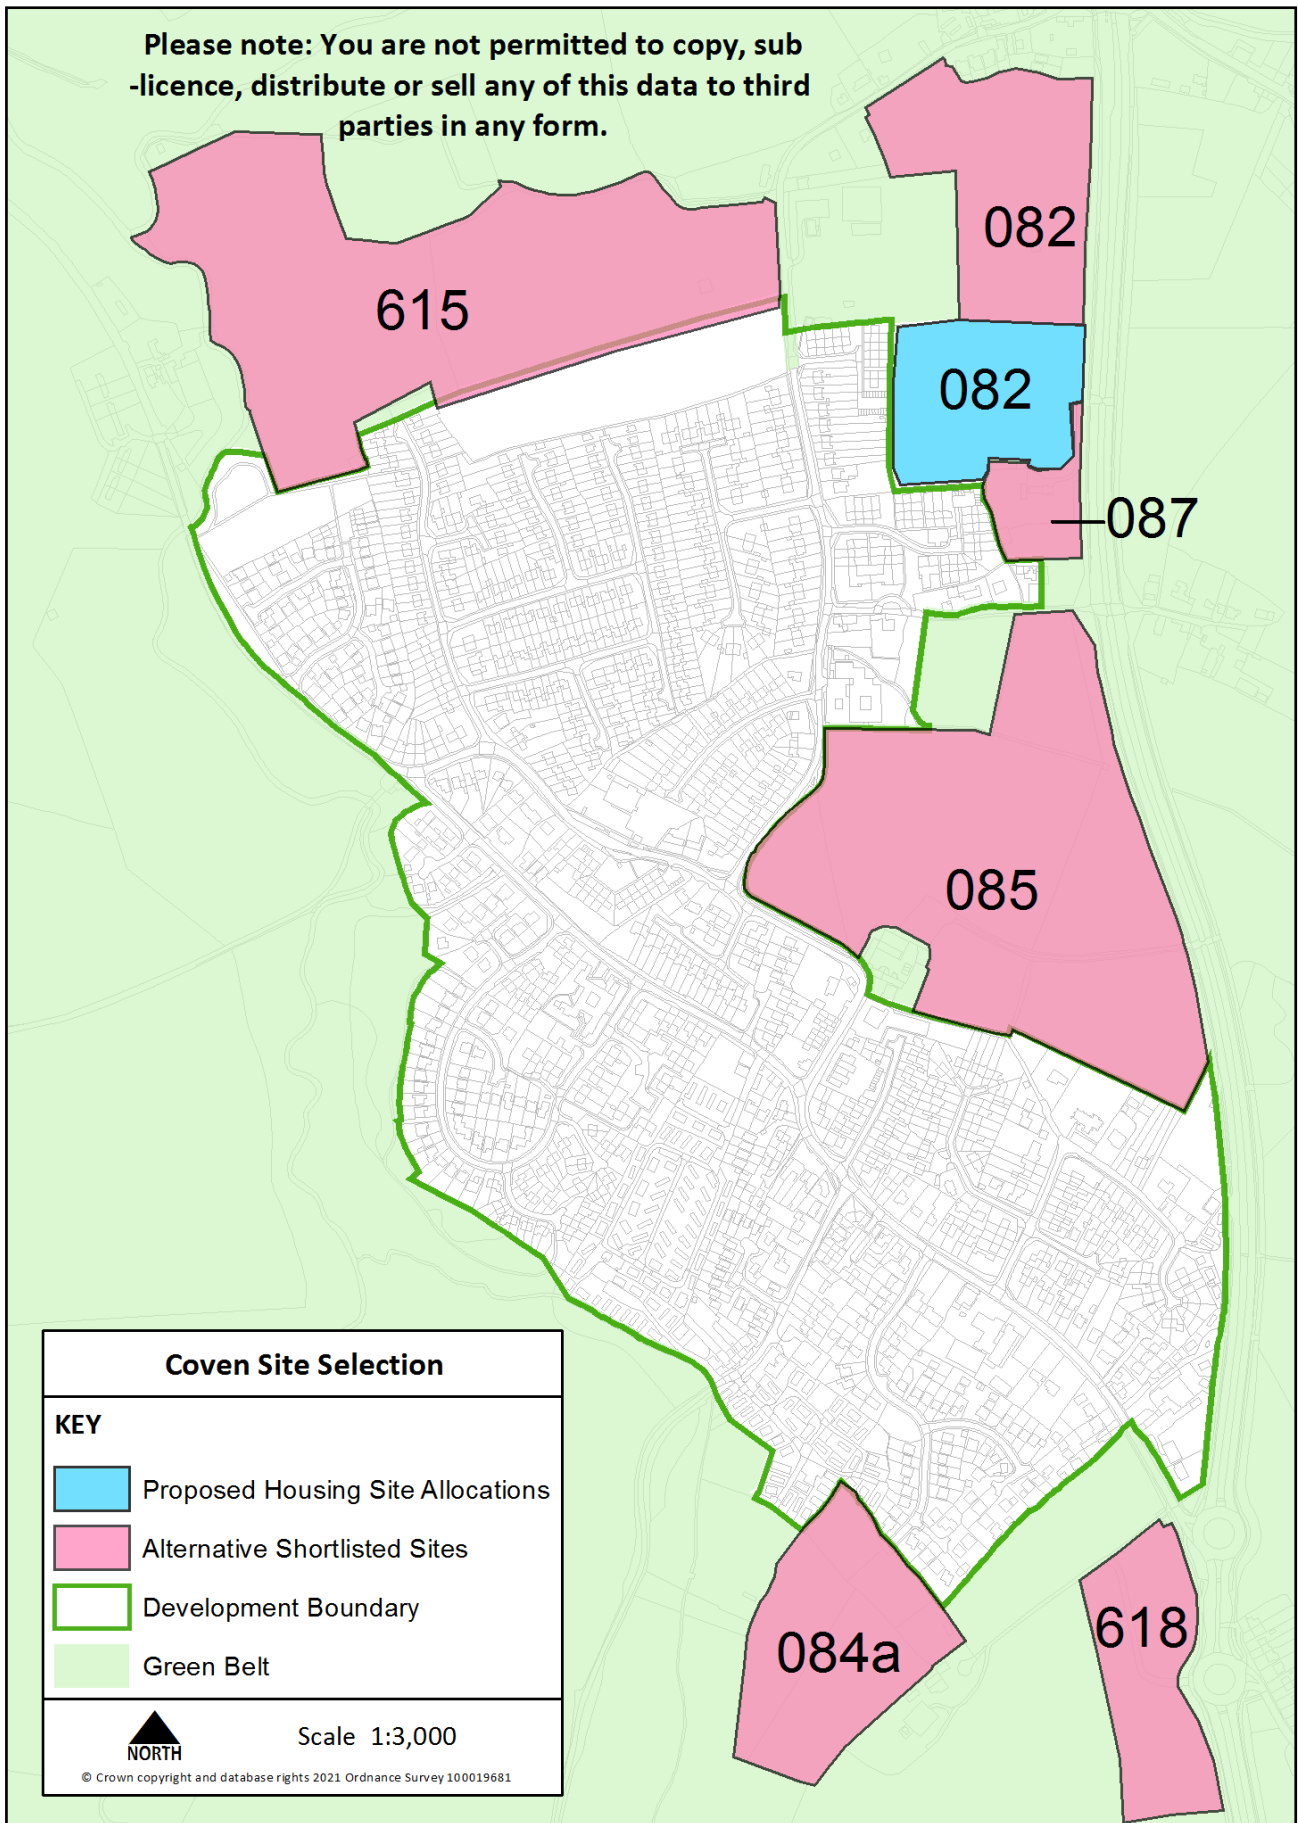 Please note: You are not permitted to copy, sub
-licence, distribute or sell any of this data to third
parties in any form.
082
615
082
087
085
084a
618
Coven Site Selection
KEY
Proposed Housing Site Allocations
Alternative Shortlisted Sites
Development Boundary
Green Belt
NORTH
Scale 1:3,000
© Crown copyright and database rights 2021 Ordnance Survey 100019681